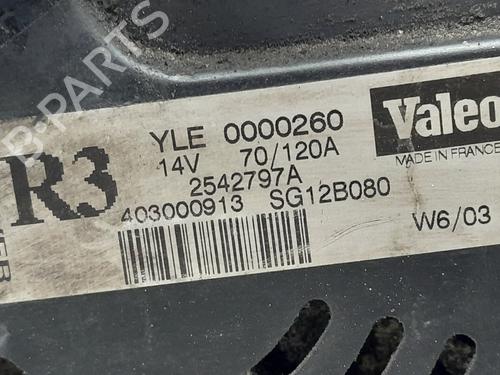 B-PARTS
YLE 0000260
14V 70/120A
2542797A
403000913 SG12B080
R3
Valeo
MADE IN FRANCE
W6/03